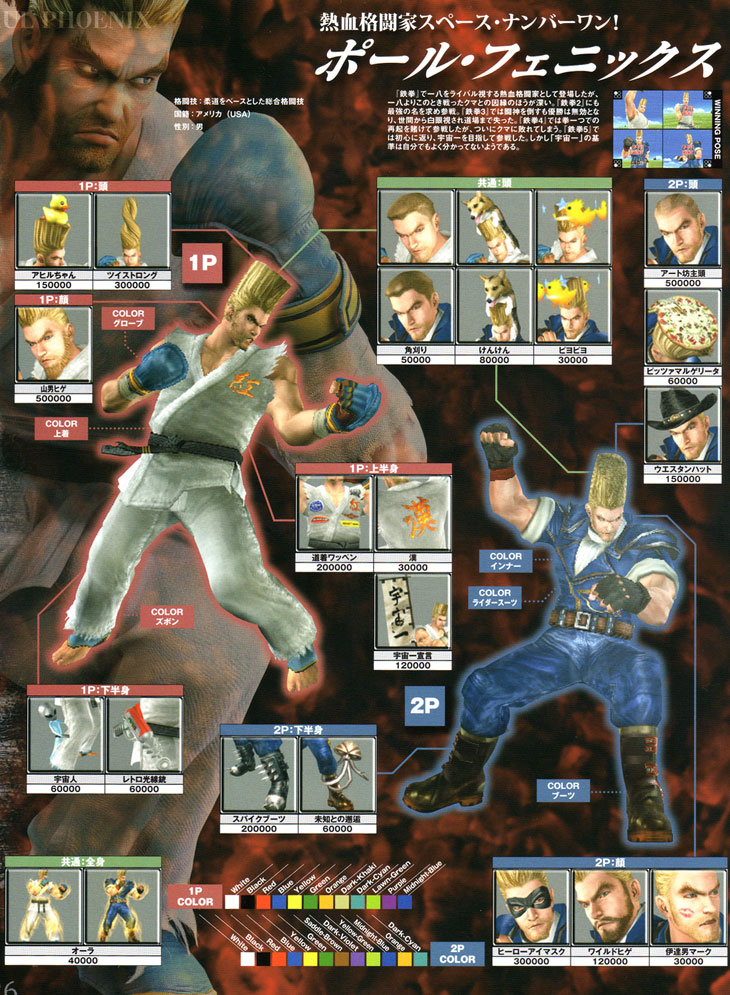 UL PHOENIX
熱血格闘家スペース・ナンバーワン！
ポール・フェニックス
格闘技：柔道をベースとした総合格闘技
国籍：アメリカ（USA）
性別：男
『鉄拳』で一八をライバル視する熱血格闘家として登場したが、
一八よりこのとき戦ったクマとの因縁のほうが深い。『鉄拳2』にも
最強の名を求め参戦。『鉄拳3』では闘神を倒すも優勝は無効とな
り、世間から白眼視され道場まで失った。『鉄拳4』では拳一つでの
再起を賭けて参戦したが、ついにクマに敗れてしまう。『鉄拳5』で
は初心に返り、宇宙一を目指して参戦した。しかし「宇宙一」の基
準は自分でもよく分かってないようである。
WINNING POSE
1P：頭
アヒルちゃん
150000
ツイストロング
300000
1P
共通：頭
角刈り
50000
けんけん
80000
ピヨピヨ
30000
2P：頭
アート坊主頭
500000
ピッツァマルゲリータ
60000
ウエスタンハット
150000
1P：顔
山男ヒゲ
500000
COLOR
グローブ
COLOR
上着
紅
1P：上半身
道着ワッペン
200000
漢
漢
30000
宇宙一
宇宙一宣言
120000
COLOR
インナー
COLOR
ライダースーツ
COLOR
ズボン
1P：下半身
宇宙人
60000
レトロ光線銃
60000
2P
2P：下半身
スパイクブーツ
200000
未知との邂逅
60000
COLOR
ブーツ
共通：全身
オーラ
40000
1P
COLOR
White
Black
Red
Blue
Yellow
Green
Orange
Dark-Khaki
Dark-Cyan
Lawn-Green
Purple
Midnight-Blue
White
Black
Red
Blue
Yellow
Green
Saddle-Brown
Dark-Violet
Yellow-Green
Midnight-Blue
Orange
Dark-Cyan
2P
COLOR
2P：顔
ヒーローアイマスク
300000
ワイルドヒゲ
120000
伊達男マーク
30000
6